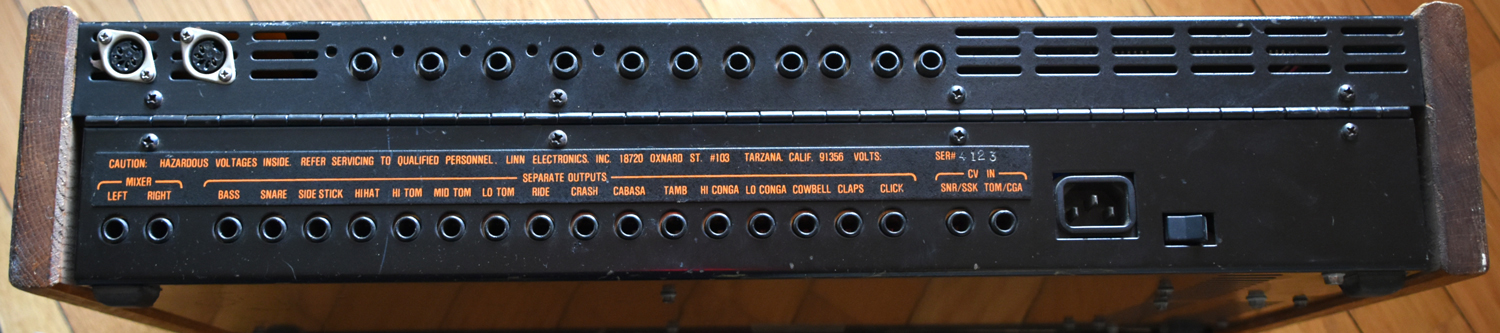 CAUTION: HAZARDOUS VOLTAGES INSIDE. REFER SERVICING TO QUALIFIED PERSONNEL. LINN ELECTRONICS, INC. 18720 OXNARD ST. #103 TARZANA, CALIF. 91356 VOLTS: SER# 4123
MIXER SEPARATE OUTPUTS CV IN
LEFT RIGHT BASS SNARE SIDE STICK HIHAT HI TOM MID TOM LO TOM RIDE CRASH CABASA TAMB HI CONGA LO CONGA COWBELL CLAPS CLICK SNR/SSK TOM/CGA